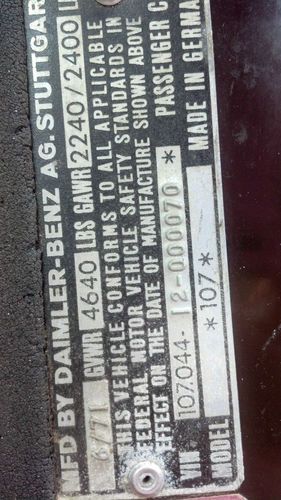 MFD BY DAIMLER-BENZ AG. STUTTGAR
6/71 GVWR 4640 LBS GAWR 2240/2400 L
THIS VEHICLE CONFORMS TO ALL APPLICABLE
FEDERAL MOTOR VEHICLE SAFETY STANDARDS IN
EFFECT ON THE DATE OF MANUFACTURE SHOWN ABOVE
VIN 107.044-12-000070 * PASSENGER C
MODEL *107* MADE IN GERMA